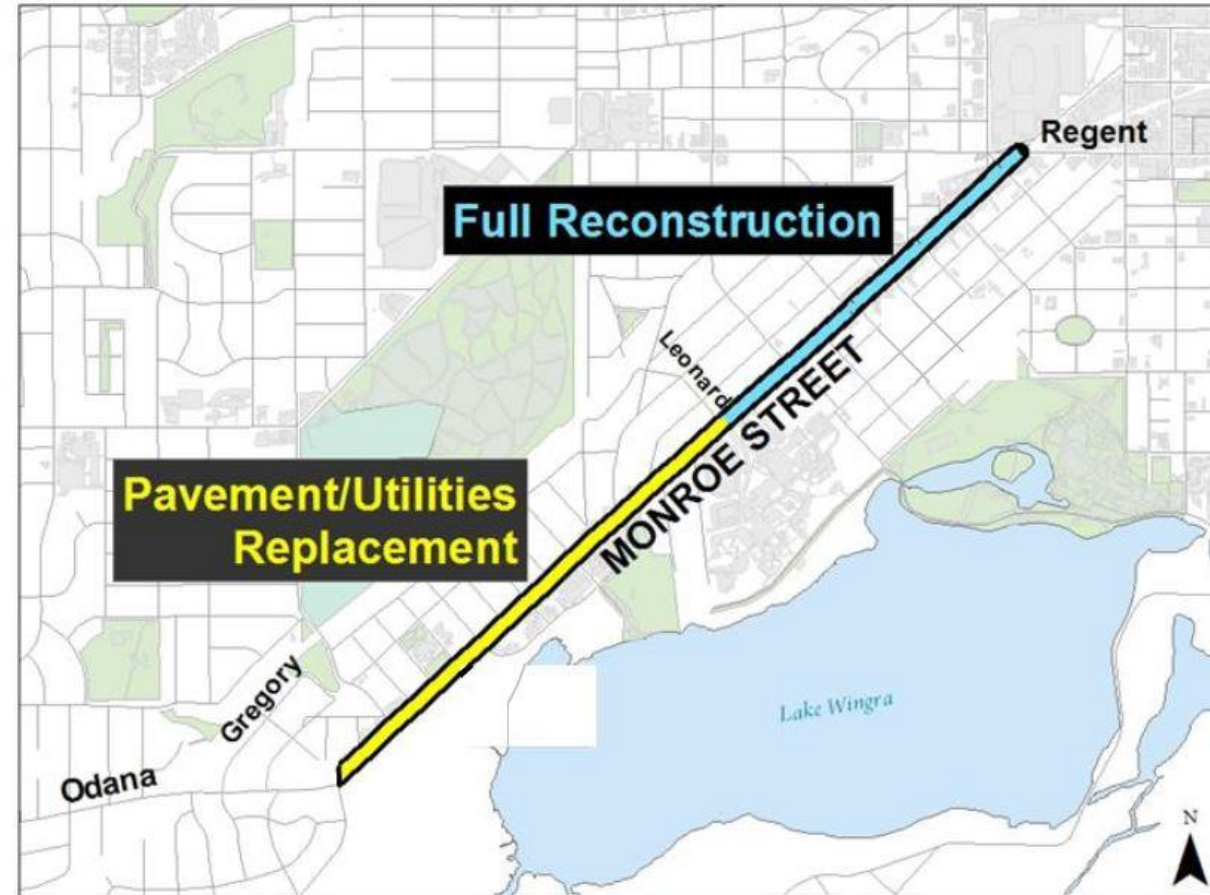 Regent
Full Reconstruction
Leonard
MONROE STREET
Pavement/Utilities
Replacement
Gregory
Lake Wingra
Odana
N